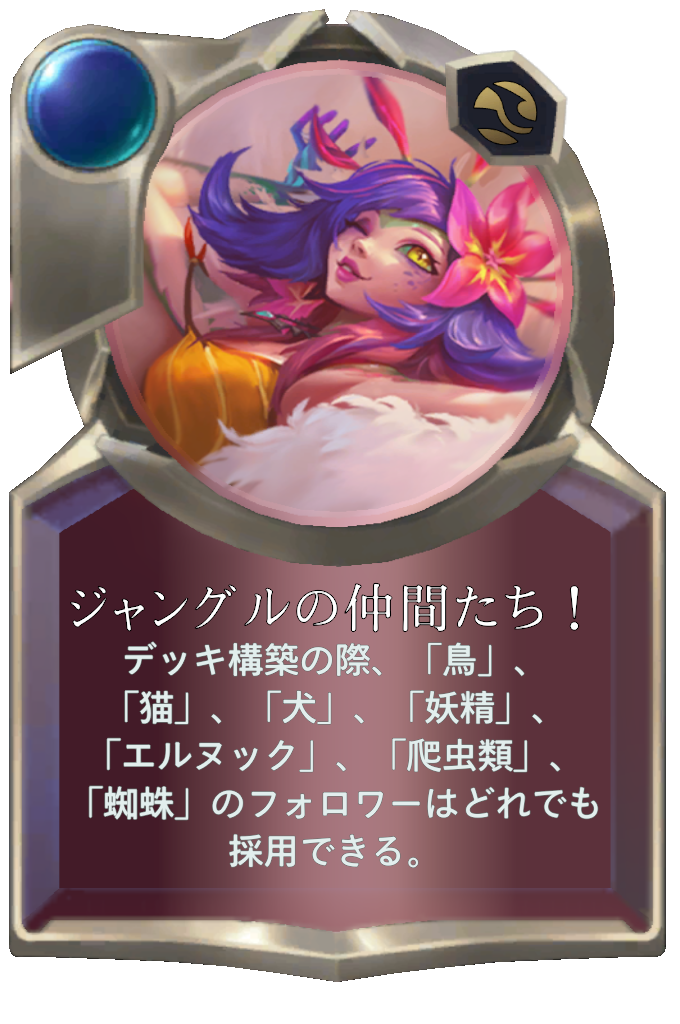 ジャングルの仲間たち！
デッキ構築の際、「鳥」、
「猫」、「犬」、「妖精」、
「エルヌック」、「爬虫類」、
「蜘蛛」のフォロワーはどれでも
採用できる。